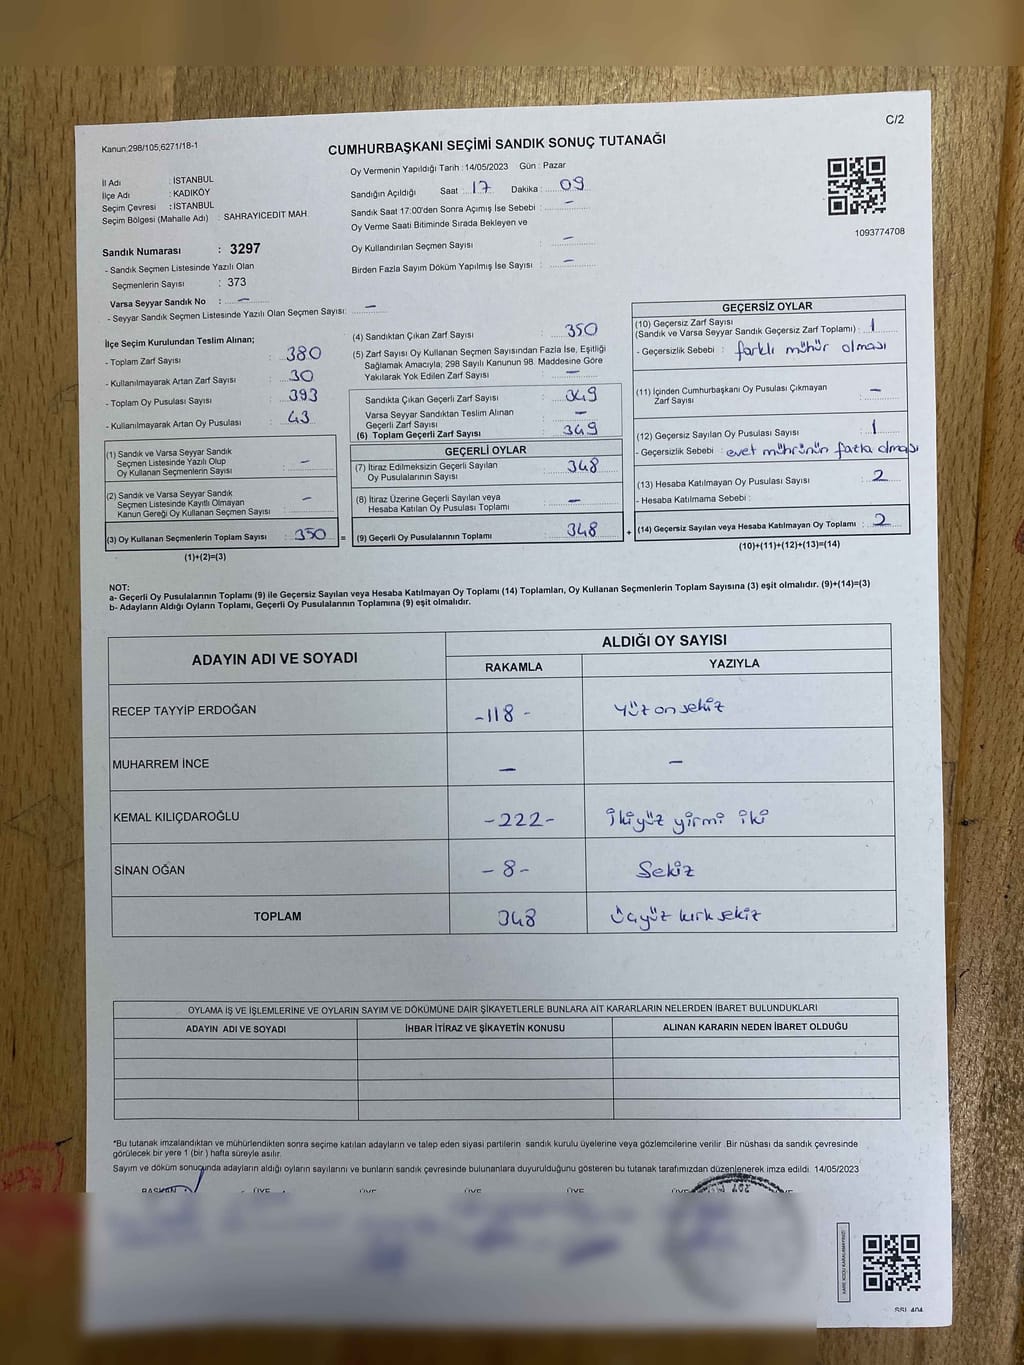 C/2
Kanun:298/105,6271/18-1
CUMHURBAŞKANI SEÇİMİ SANDIK SONUÇ TUTANAĞI
İl Adı : İSTANBUL
İlçe Adı : KADIKÖY
Seçim Çevresi : İSTANBUL
Seçim Bölgesi (Mahalle Adı) : SAHRAYICEDIT MAH.
Sandık Numarası : 3297
- Sandık Seçmen Listesinde Yazılı Olan
Seçmenlerin Sayısı : 373
Varsa Seyyar Sandık No : –
- Seyyar Sandık Seçmen Listesinde Yazılı Olan Seçmen Sayısı: –
Oy Vermenin Yapıldığı Tarih : 14/05/2023 Gün : Pazar
Sandığın Açıldığı Saat : 17 Dakika : 09
Sandık Saat 17:00'den Sonra Açımış İse Sebebi : –
Oy Verme Saati Bitiminde Sırada Bekleyen ve
Oy Kullandırılan Seçmen Sayısı : –
Birden Fazla Sayım Döküm Yapılmış İse Sayısı : –
1093774708
İlçe Seçim Kurulundan Teslim Alınan;
- Toplam Zarf Sayısı : 380
- Kullanılmayarak Artan Zarf Sayısı : 30
- Toplam Oy Pusulası Sayısı : 393
- Kullanılmayarak Artan Oy Pusulası : 43
(1) Sandık ve Varsa Seyyar Sandık
Seçmen Listesinde Yazılı Olup
Oy Kullanan Seçmenlerin Sayısı : –
(2) Sandık ve Varsa Seyyar Sandık
Seçmen Listesinde Kayıtlı Olmayan
Kanun Gereği Oy Kullanan Seçmen Sayısı : –
(3) Oy Kullanan Seçmenlerin Toplam Sayısı : 350 =
(1)+(2)=(3)
(4) Sandıktan Çıkan Zarf Sayısı : 350
(5) Zarf Sayısı Oy Kullanan Seçmen Sayısından Fazla İse, Eşitliği
Sağlamak Amacıyla; 298 Sayılı Kanunun 98. Maddesine Göre
Yakılarak Yok Edilen Zarf Sayısı : –
Sandıkta Çıkan Geçerli Zarf Sayısı : 349
Varsa Seyyar Sandıktan Teslim Alınan
Geçerli Zarf Sayısı : –
(6) Toplam Geçerli Zarf Sayısı : 349
GEÇERLİ OYLAR
(7) İtiraz Edilmeksizin Geçerli Sayılan
Oy Pusulalarının Sayısı : 348
(8) İtiraz Üzerine Geçerli Sayılan veya
Hesaba Katılan Oy Pusulası Toplamı : –
(9) Geçerli Oy Pusulalarının Toplamı : 348 +
GEÇERSİZ OYLAR
(10) Geçersiz Zarf Sayısı
(Sandık ve Varsa Seyyar Sandık Geçersiz Zarf Toplamı) : 1
- Geçersizlik Sebebi : farklı mühür olması
(11) İçinden Cumhurbaşkanı Oy Pusulası Çıkmayan
Zarf Sayısı : –
(12) Geçersiz Sayılan Oy Pusulası Sayısı : 1
- Geçersizlik Sebebi : evet mührünün fazla olması
(13) Hesaba Katılmayan Oy Pusulası Sayısı : 2
- Hesaba Katılmama Sebebi :
(14) Geçersiz Sayılan veya Hesaba Katılmayan Oy Toplamı : 2
(10)+(11)+(12)+(13)=(14)
NOT:
a- Geçerli Oy Pusulalarının Toplamı (9) ile Geçersiz Sayılan veya Hesaba Katılmayan Oy Toplamı (14) Toplamları, Oy Kullanan Seçmenlerin Toplam Sayısına (3) eşit olmalıdır. (9)+(14)=(3)
b- Adayların Aldığı Oyların Toplamı, Geçerli Oy Pusulalarının Toplamına (9) eşit olmalıdır.
ADAYIN ADI VE SOYADI ALDIĞI OY SAYISI
RAKAMLA YAZIYLA
RECEP TAYYİP ERDOĞAN -118- Yüz on sekiz
MUHARREM İNCE – –
KEMAL KILIÇDAROĞLU -222- İkiyüz yirmi iki
SİNAN OĞAN -8- Sekiz
TOPLAM 348 Üçyüz kırk sekiz
OYLAMA İŞ VE İŞLEMLERİNE VE OYLARIN SAYIM VE DÖKÜMÜNE DAİR ŞİKAYETLERLE BUNLARA AİT KARARLARIN NELERDEN İBARET BULUNDUKLARI
ADAYIN ADI VE SOYADI İHBAR İTİRAZ VE ŞİKAYETİN KONUSU ALINAN KARARIN NEDEN İBARET OLDUĞU
*Bu tutanak imzalandıktan ve mühürlendikten sonra seçime katılan adayların ve talep eden siyasi partilerin sandık kurulu üyelerine veya gözlemcilerine verilir. Bir nüshası da sandık çevresinde
görülecek bir yere 1 (bir ) hafta süreyle asılır.
Sayım ve döküm sonucunda adayların aldığı oyların sayılarını ve bunların sandık çevresinde bulunanlara duyurulduğunu gösteren bu tutanak tarafımızdan düzenlenerek imza edildi. 14/05/2023
BAŞKAN ÜYE ÜYE ÜYE ÜYE ÜYE